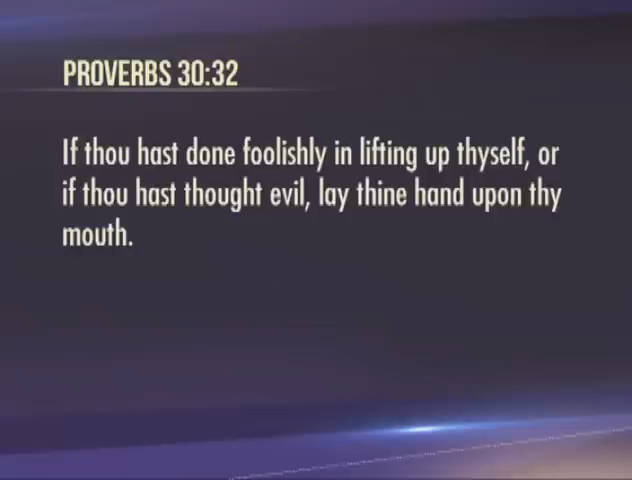 PROVERBS 30:32
If thou hast done foolishly in lifting up thyself, or
if thou hast thought evil, lay thine hand upon thy
mouth.